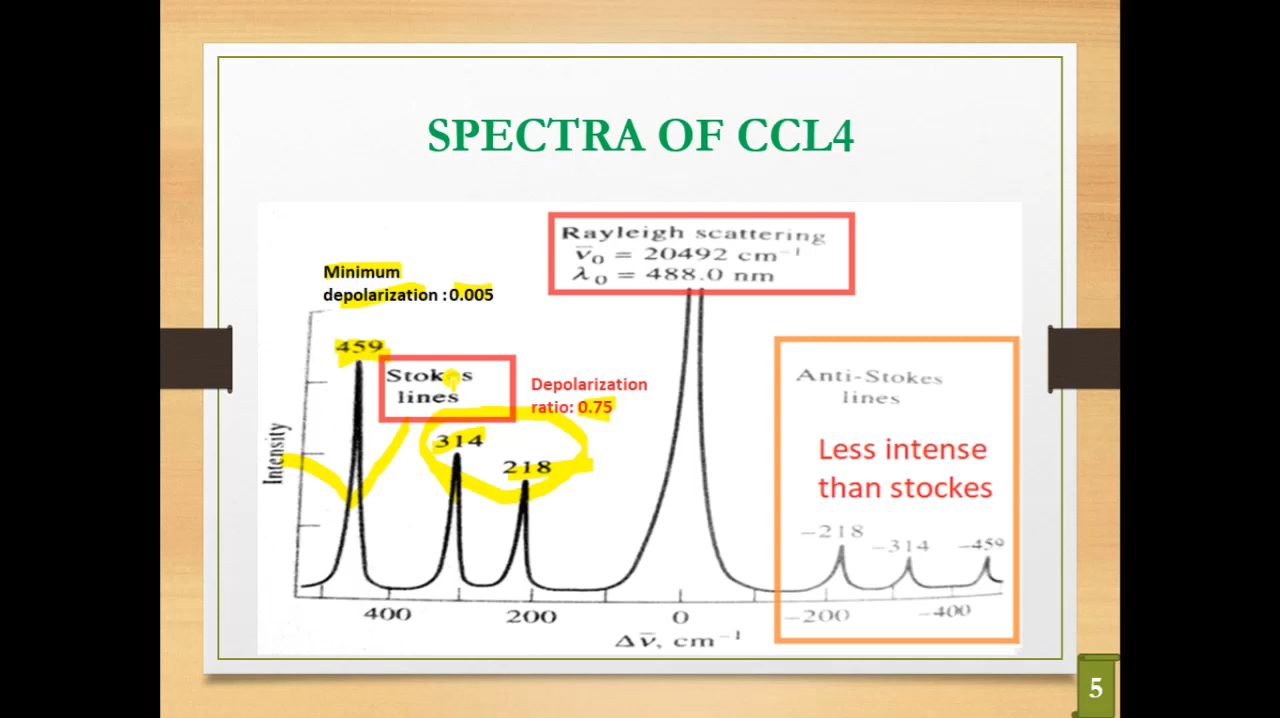 SPECTRA OF CCL4
Rayleigh scattering
ν̅₀ = 20492 cm⁻¹
λ₀ = 488.0 nm
Minimum
depolarization : 0.005
459
Stokes
lines
Depolarization
ratio: 0.75
314
218
Anti-Stokes
lines
Less intense
than stockes
-218
-314
-459
Intensity
400
200
0
-200
-400
Δν̅, cm⁻¹
5